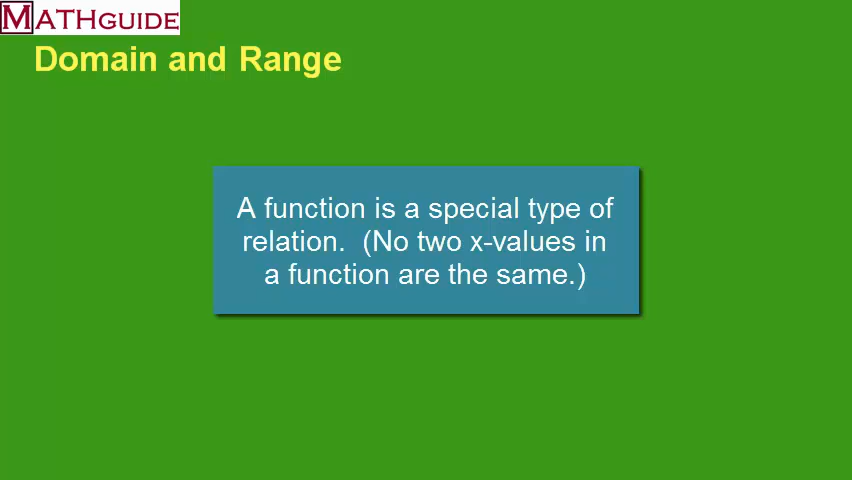 MATHGUIDE
Domain and Range
A function is a special type of
relation.  (No two x-values in
a function are the same.)